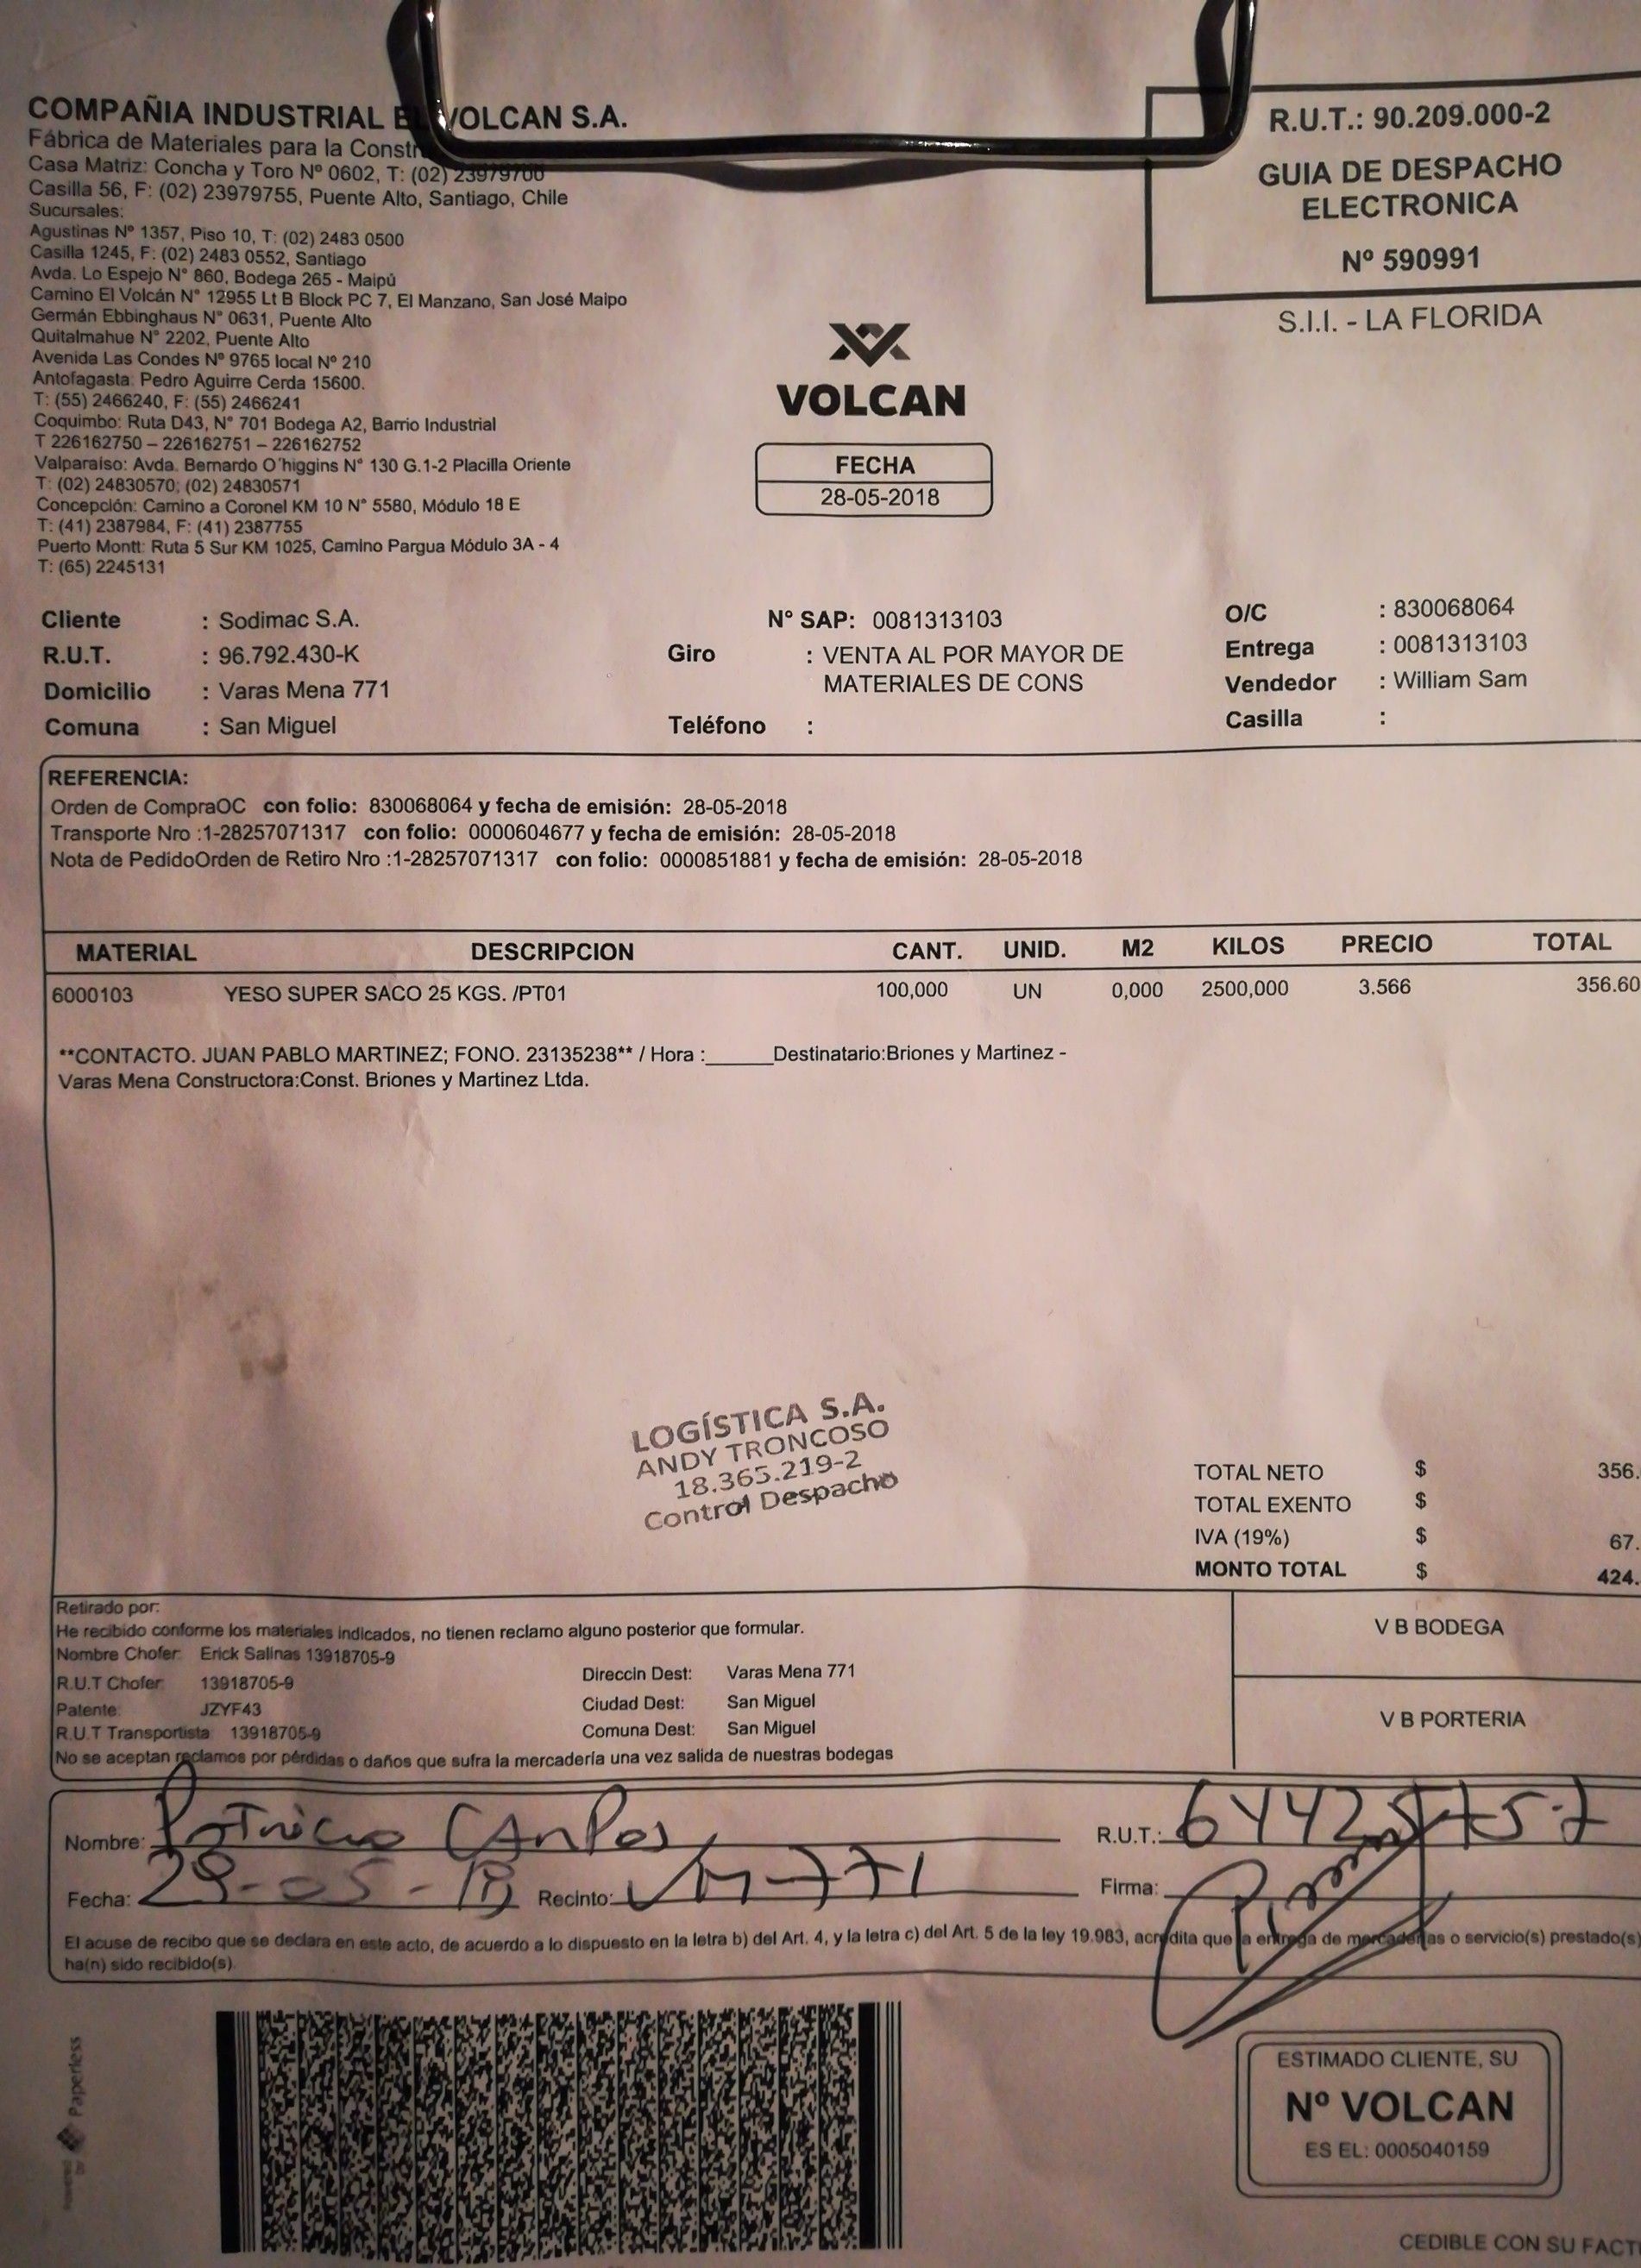 COMPAÑIA INDUSTRIAL EL VOLCAN S.A.
Fábrica de Materiales para la Constr
Casa Matriz: Concha y Toro Nº 0602, T: (02) 23979700
Casilla 56, F: (02) 23979755, Puente Alto, Santiago, Chile
Sucursales:
Agustinas Nº 1357, Piso 10, T: (02) 2483 0500
Casilla 1245, F: (02) 2483 0552, Santiago
Avda. Lo Espejo N° 860, Bodega 265 - Maipú
Camino El Volcán N° 12955 Lt B Block PC 7, El Manzano, San José Maipo
Germán Ebbinghaus N° 0631, Puente Alto
Quitalmahue N° 2202, Puente Alto
Avenida Las Condes Nº 9765 local Nº 210
Antofagasta: Pedro Aguirre Cerda 15600.
T: (55) 2466240, F: (55) 2466241
Coquimbo: Ruta D43, N° 701 Bodega A2, Barrio Industrial
T 226162750 – 226162751 – 226162752
Valparaíso: Avda. Bernardo O'higgins N° 130 G.1-2 Placilla Oriente
T: (02) 24830570; (02) 24830571
Concepción: Camino a Coronel KM 10 N° 5580, Módulo 18 E
T: (41) 2387984, F: (41) 2387755
Puerto Montt: Ruta 5 Sur KM 1025, Camino Pargua Módulo 3A - 4
T: (65) 2245131
R.U.T.: 90.209.000-2
GUIA DE DESPACHO
ELECTRONICA
Nº 590991
S.I.I. - LA FLORIDA
VOLCAN
FECHA
28-05-2018
Cliente : Sodimac S.A.
R.U.T. : 96.792.430-K
Domicilio : Varas Mena 771
Comuna : San Miguel
N° SAP: 0081313103
Giro : VENTA AL POR MAYOR DE
MATERIALES DE CONS
Teléfono :
O/C : 830068064
Entrega : 0081313103
Vendedor : William Sam
Casilla :
REFERENCIA:
Orden de CompraOC con folio: 830068064 y fecha de emisión: 28-05-2018
Transporte Nro :1-28257071317 con folio: 0000604677 y fecha de emisión: 28-05-2018
Nota de PedidoOrden de Retiro Nro :1-28257071317 con folio: 0000851881 y fecha de emisión: 28-05-2018
MATERIAL DESCRIPCION CANT. UNID. M2 KILOS PRECIO TOTAL
6000103 YESO SUPER SACO 25 KGS. /PT01 100,000 UN 0,000 2500,000 3.566 356.60
**CONTACTO. JUAN PABLO MARTINEZ; FONO. 23135238** / Hora :______Destinatario:Briones y Martinez -
Varas Mena Constructora:Const. Briones y Martinez Ltda.
LOGÍSTICA S.A.
ANDY TRONCOSO
18.365.219-2
Control Despacho
TOTAL NETO $ 356.
TOTAL EXENTO $
IVA (19%) $ 67.
MONTO TOTAL $ 424.
Retirado por:
He recibido conforme los materiales indicados, no tienen reclamo alguno posterior que formular.
Nombre Chofer: Erick Salinas 13918705-9
R.U.T Chofer: 13918705-9
Patente: JZYF43
R.U.T Transportista: 13918705-9
Direccin Dest: Varas Mena 771
Ciudad Dest: San Miguel
Comuna Dest: San Miguel
No se aceptan reclamos por pérdidas o daños que sufra la mercadería una vez salida de nuestras bodegas
V B BODEGA
V B PORTERIA
Nombre: Patricio
R.U.T.:
Fecha: 29-05-18 Recinto: VM-771
Firma:
El acuse de recibo que se declara en este acto, de acuerdo a lo dispuesto en la letra b) del Art. 4, y la letra c) del Art. 5 de la ley 19.983, acredita que la entrega de mercaderias o servicio(s) prestado(s)
ha(n) sido recibido(s).
Paperless
ESTIMADO CLIENTE, SU
Nº VOLCAN
ES EL: 0005040159
CEDIBLE CON SU FACT